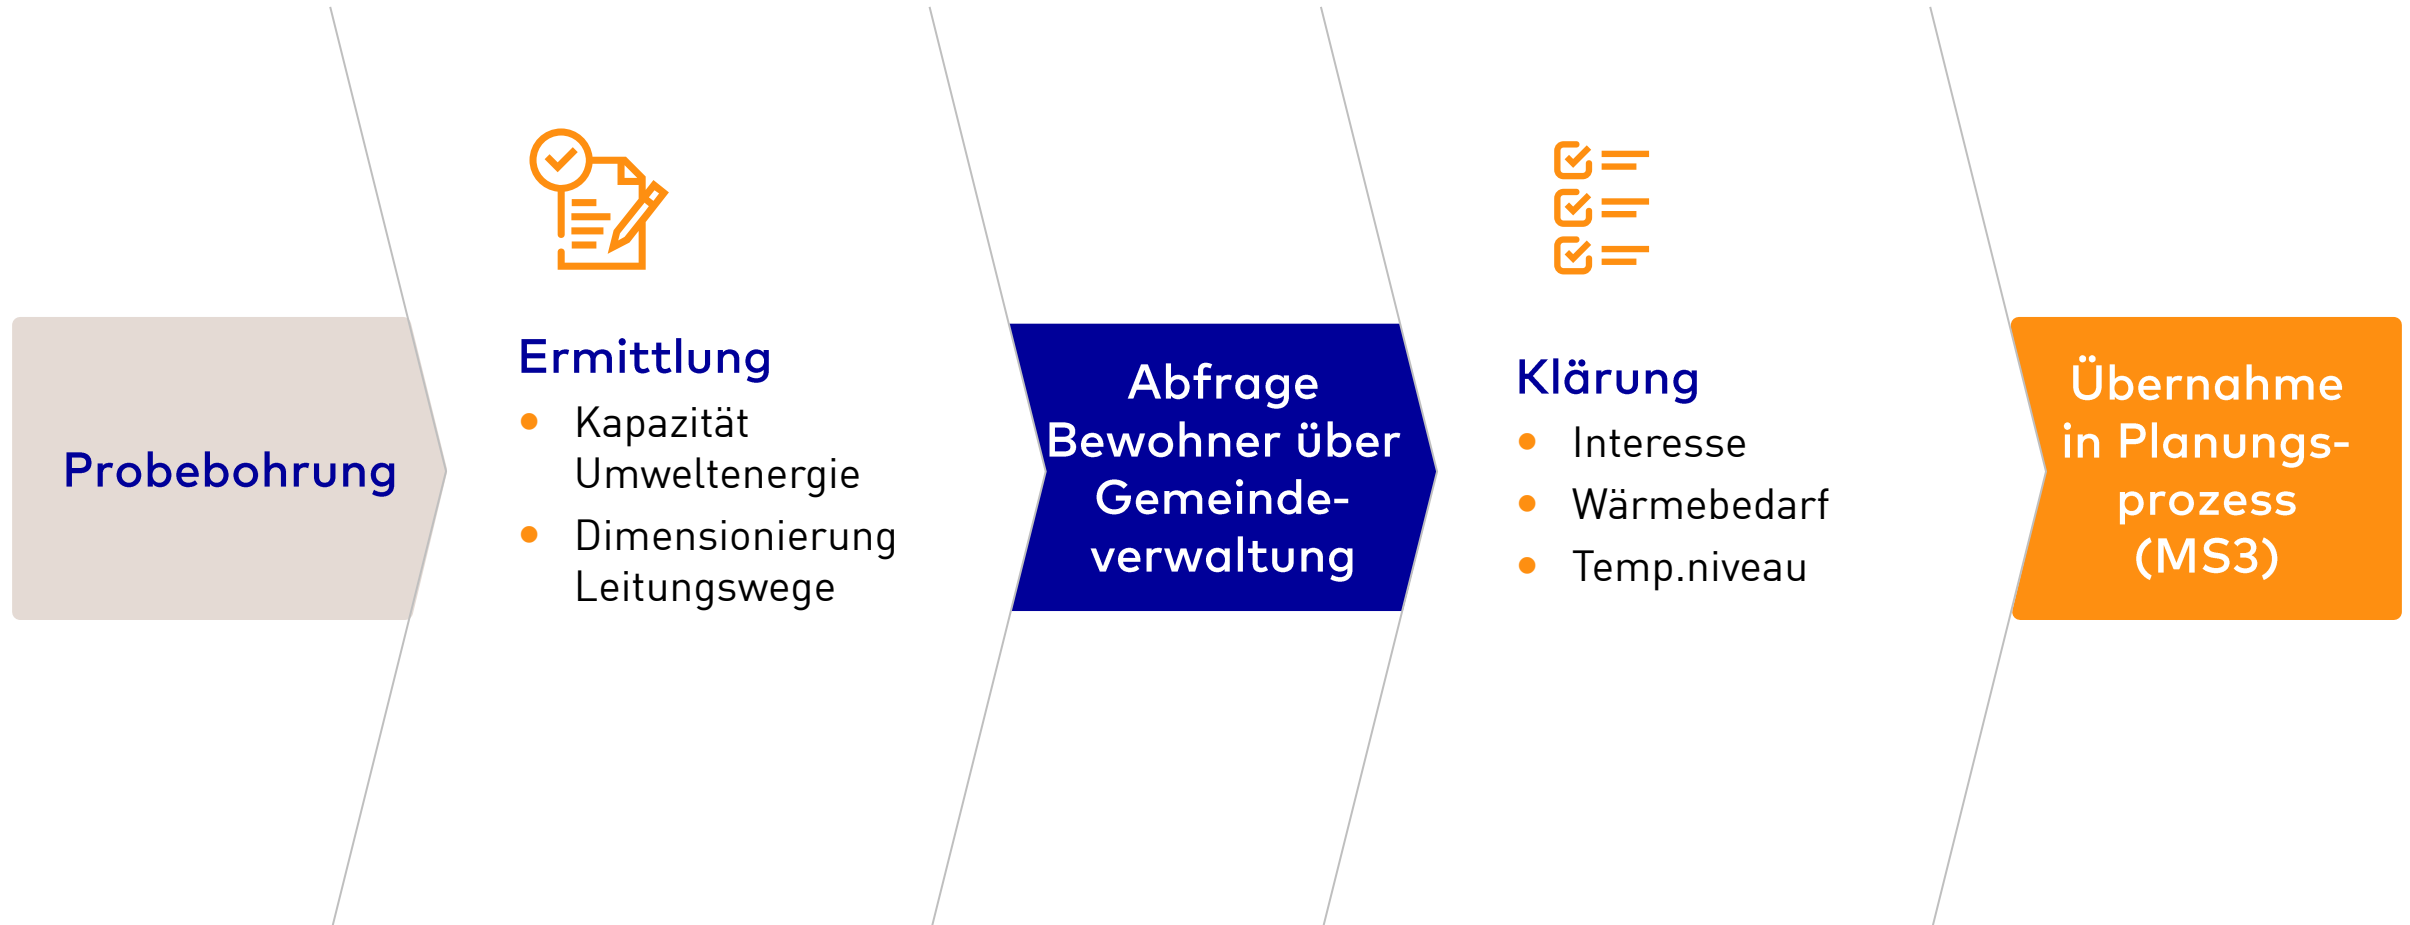 Probebohrung
Ermittlung
Kapazität
Umweltenergie
Dimensionierung
Leitungswege
Abfrage
Bewohner über
Gemeinde-
verwaltung
Klärung
Interesse
Wärmebedarf
Temp.niveau
Übernahme
in Planungs-
prozess
(MS3)